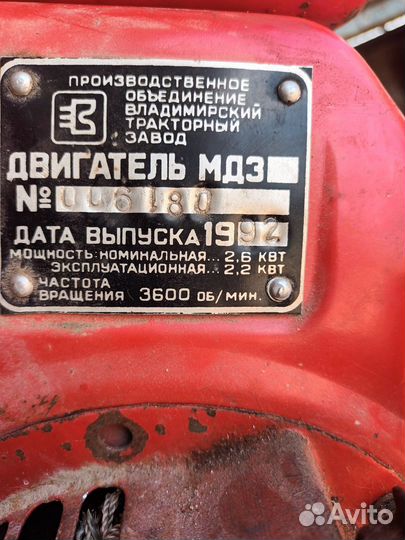 ПРОИЗВОДСТВЕННОЕ
ОБЪЕДИНЕНИЕ
ВЛАДИМИРСКИЙ
ТРАКТОРНЫЙ
ЗАВОД
ДВИГАТЕЛЬ МДЗ
№ 006180
ДАТА ВЫПУСКА 1992
МОЩНОСТЬ: НОМИНАЛЬНАЯ... 2,6 КВТ
ЭКСПЛУАТАЦИОННАЯ... 2.2 КВТ
ЧАСТОТА
ВРАЩЕНИЯ 3600 ОБ/МИН.
Avito